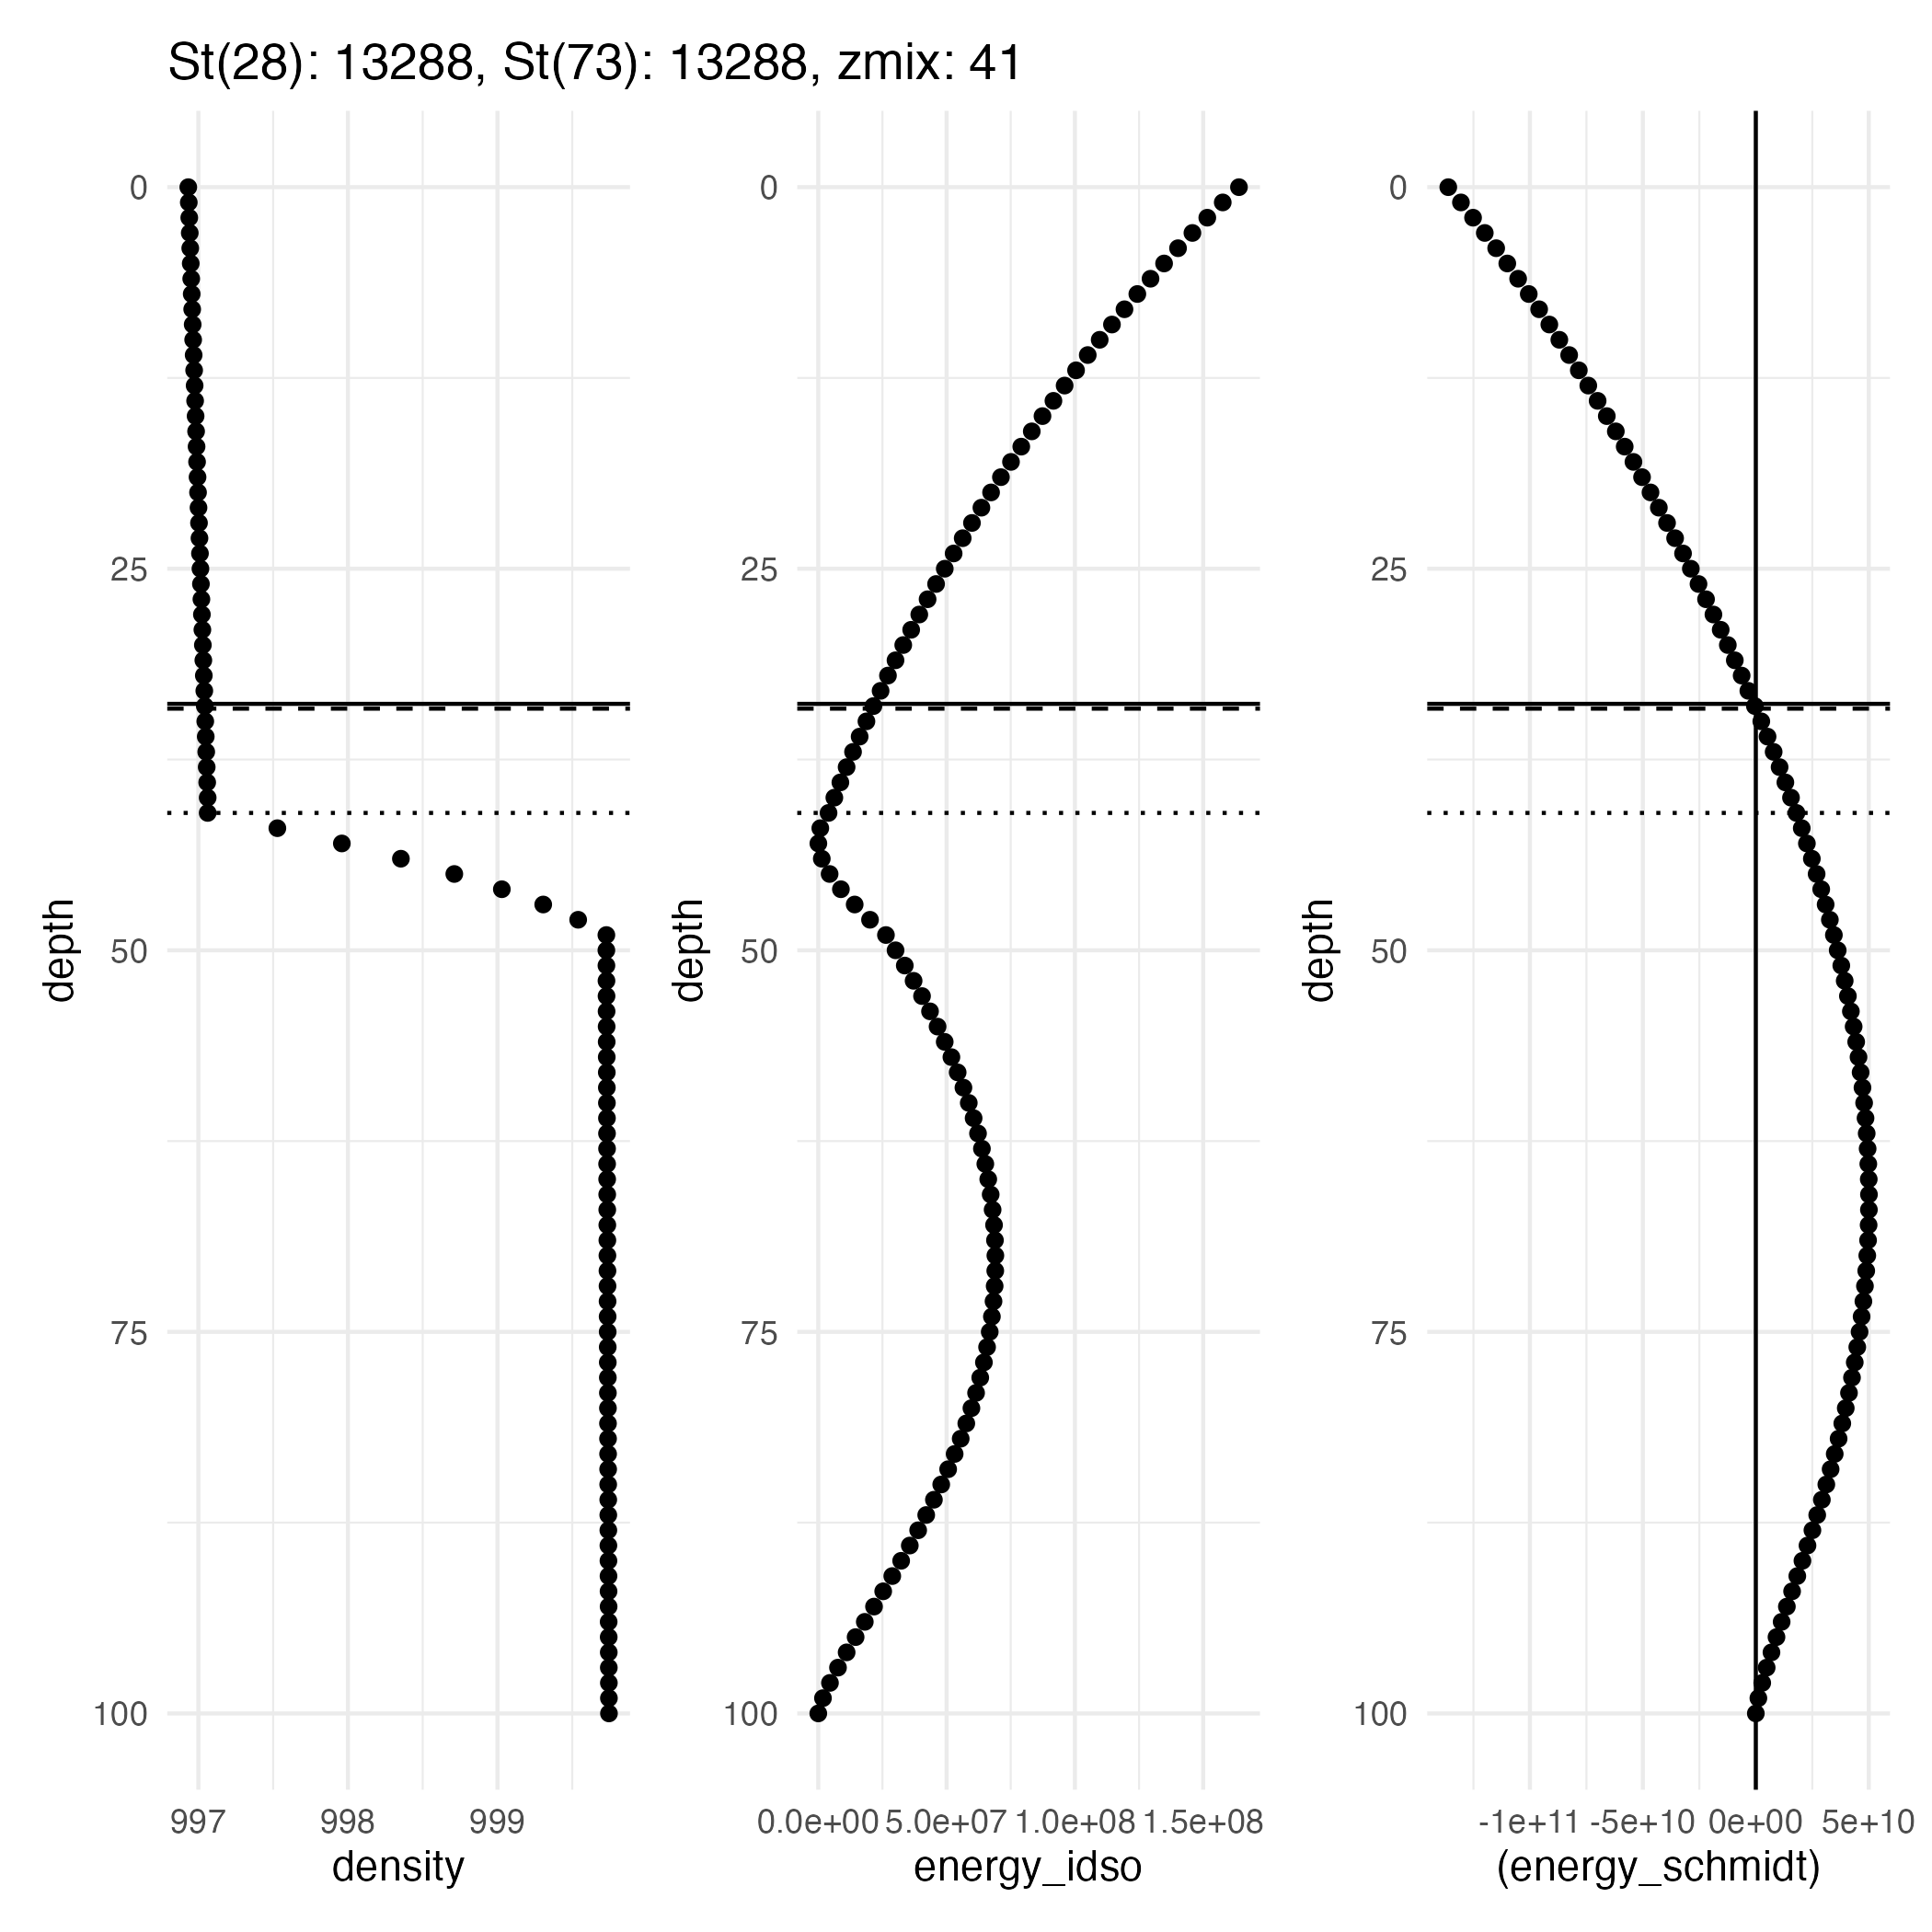 St(28): 13288, St(73): 13288, zmix: 41
0
25
50
75
100
depth
997 998 999
density
0
25
50
75
100
depth
0.0e+00 5.0e+07 1.0e+08 1.5e+08
energy_idso
0
25
50
75
100
depth
-1e+11 -5e+10 0e+00 5e+10
(energy_schmidt)